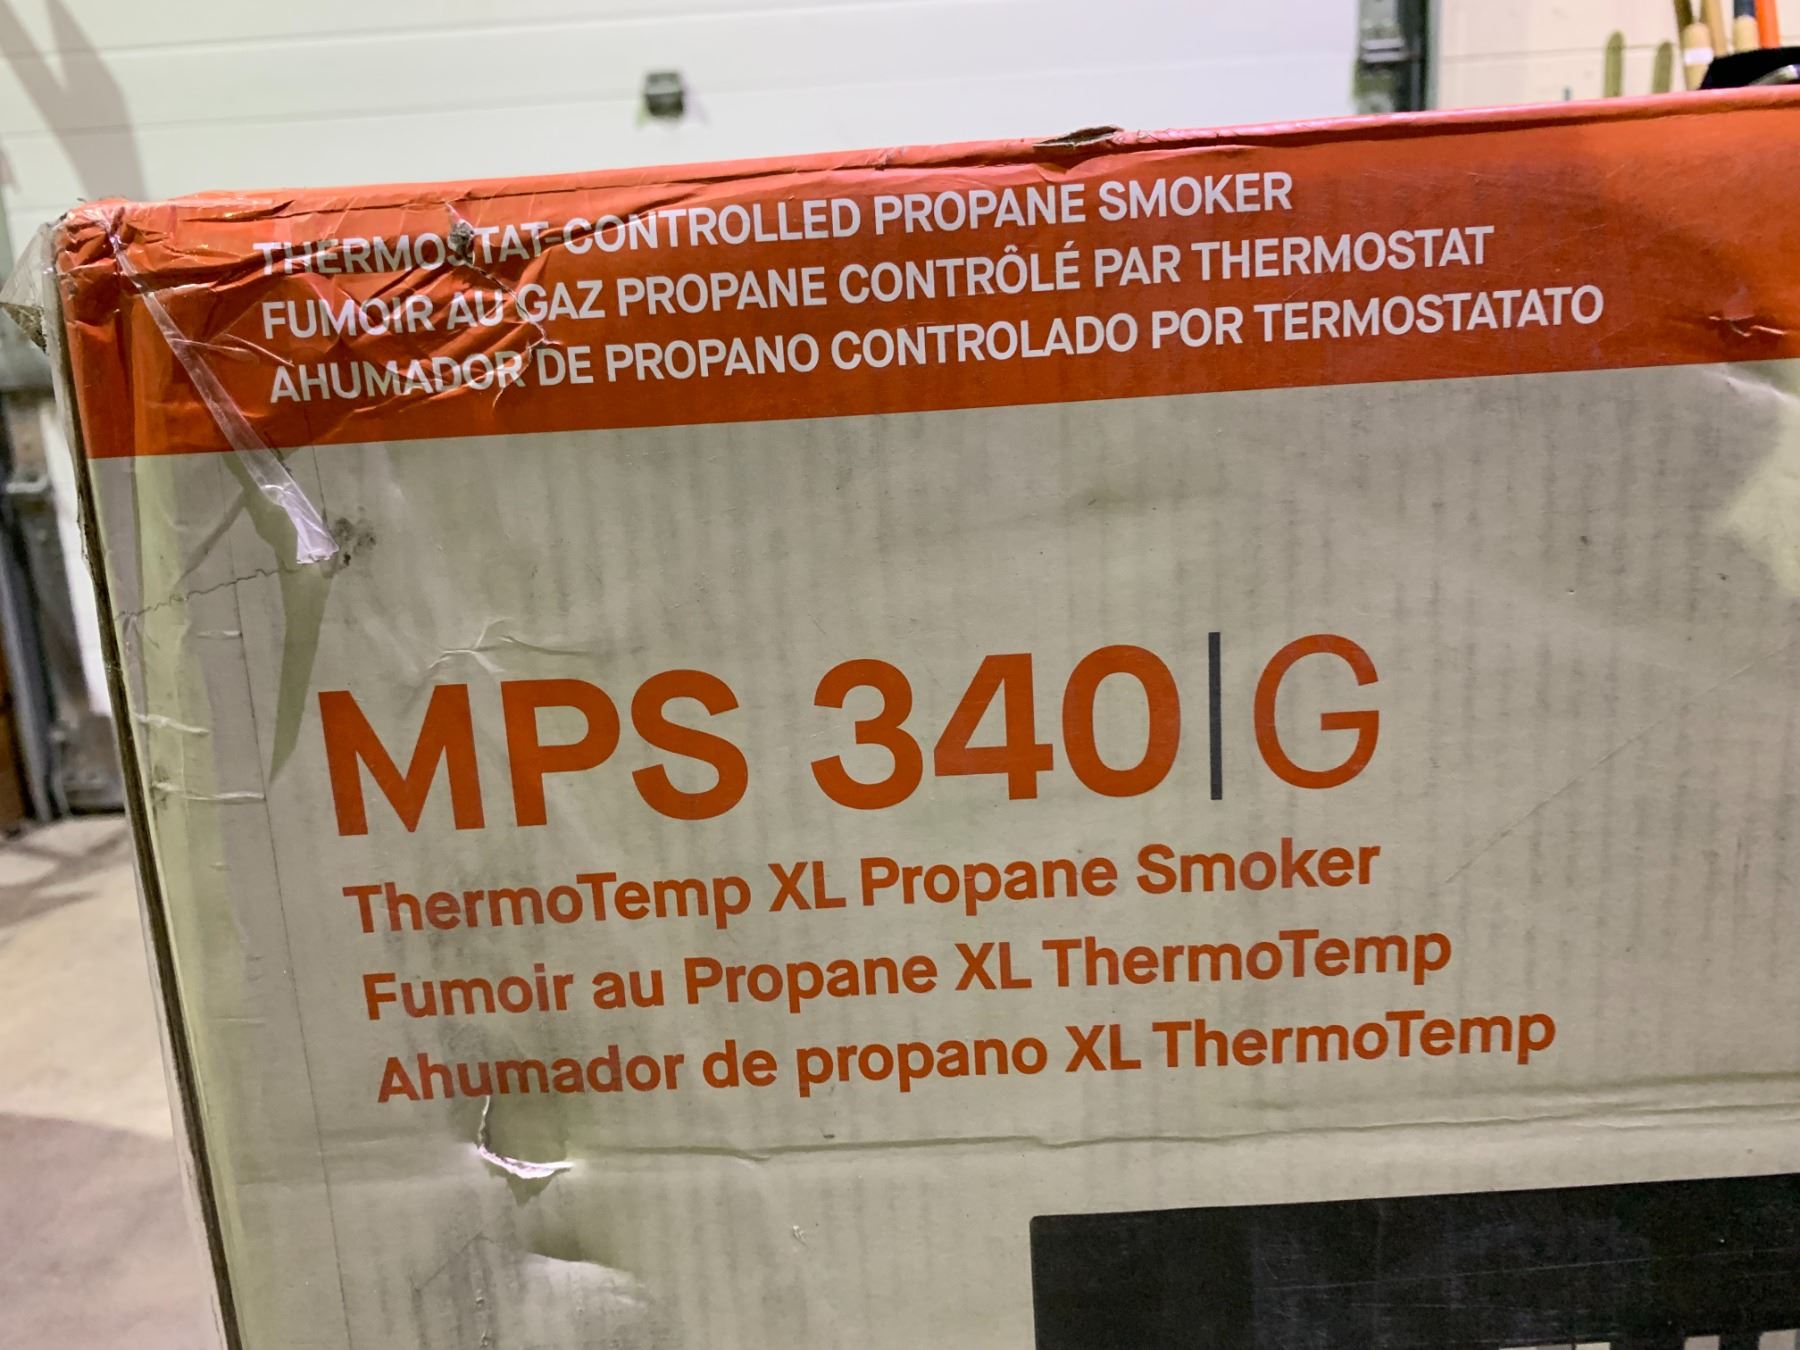 THERMOSTAT-CONTROLLED PROPANE SMOKER
FUMOIR AU GAZ PROPANE CONTRÔLÉ PAR THERMOSTAT
AHUMADOR DE PROPANO CONTROLADO POR TERMOSTATATO
MPS 340|G
ThermoTemp XL Propane Smoker
Fumoir au Propane XL ThermoTemp
Ahumador de propano XL ThermoTemp